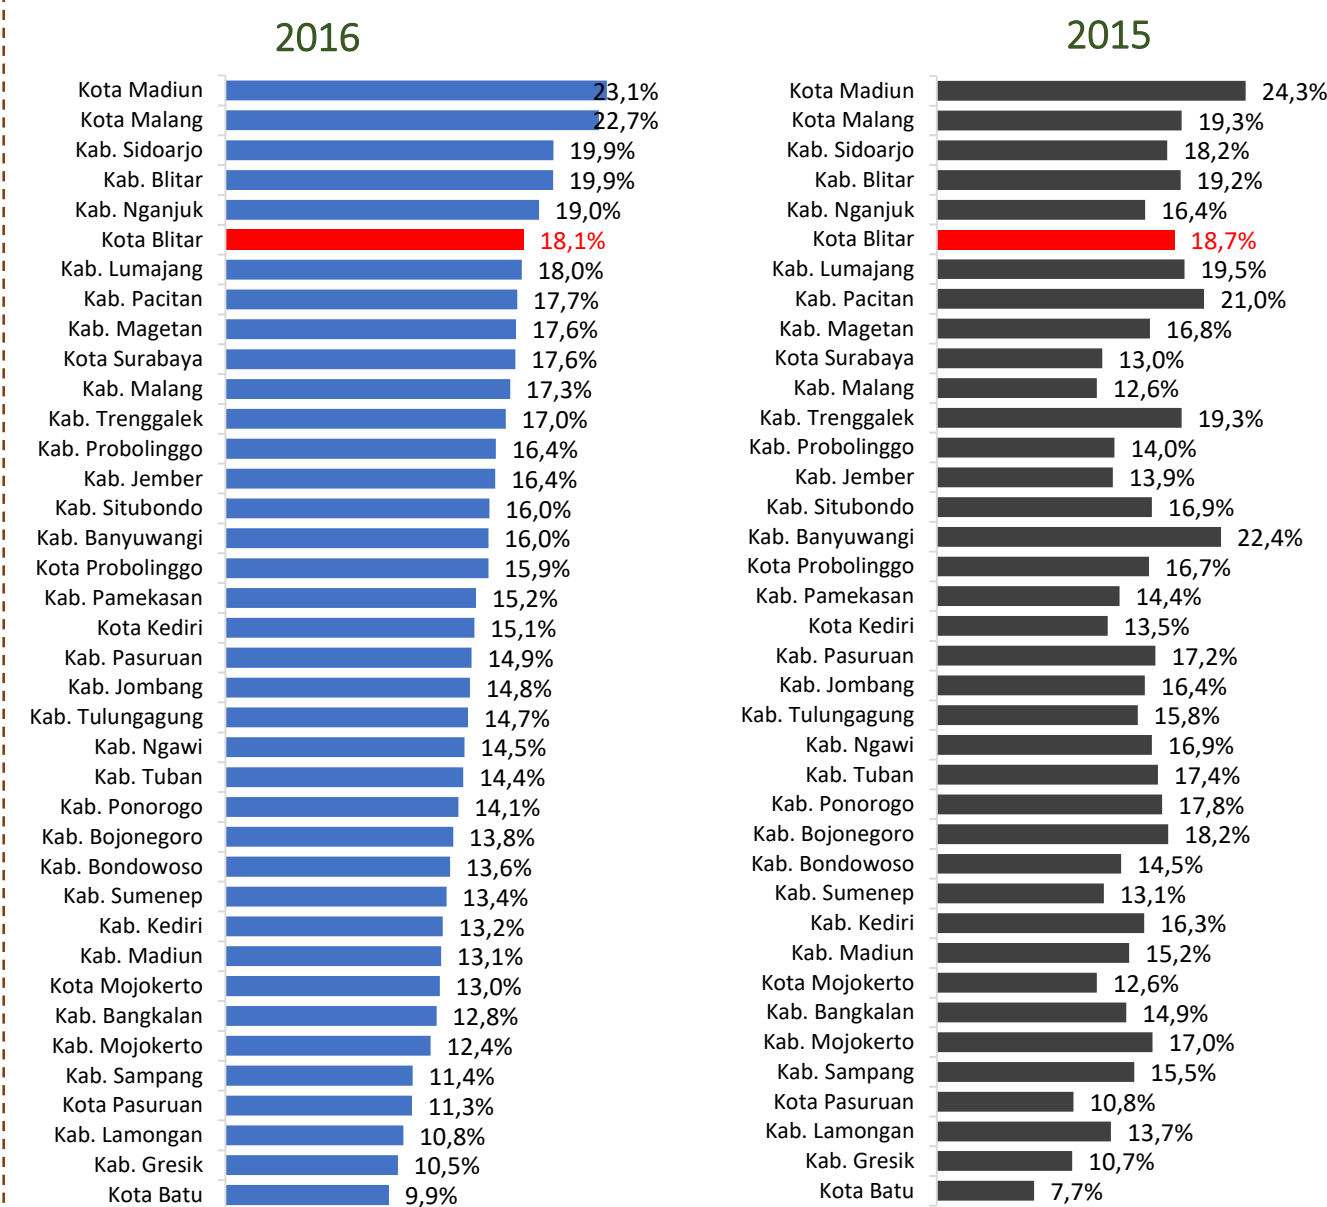 2016
Kota Madiun 23,1%
Kota Malang 22,7%
Kab. Sidoarjo 19,9%
Kab. Blitar 19,9%
Kab. Nganjuk 19,0%
Kota Blitar 18,1%
Kab. Lumajang 18,0%
Kab. Pacitan 17,7%
Kab. Magetan 17,6%
Kota Surabaya 17,6%
Kab. Malang 17,3%
Kab. Trenggalek 17,0%
Kab. Probolinggo 16,4%
Kab. Jember 16,4%
Kab. Situbondo 16,0%
Kab. Banyuwangi 16,0%
Kota Probolinggo 15,9%
Kab. Pamekasan 15,2%
Kota Kediri 15,1%
Kab. Pasuruan 14,9%
Kab. Jombang 14,8%
Kab. Tulungagung 14,7%
Kab. Ngawi 14,5%
Kab. Tuban 14,4%
Kab. Ponorogo 14,1%
Kab. Bojonegoro 13,8%
Kab. Bondowoso 13,6%
Kab. Sumenep 13,4%
Kab. Kediri 13,2%
Kab. Madiun 13,1%
Kota Mojokerto 13,0%
Kab. Bangkalan 12,8%
Kab. Mojokerto 12,4%
Kab. Sampang 11,4%
Kota Pasuruan 11,3%
Kab. Lamongan 10,8%
Kab. Gresik 10,5%
Kota Batu 9,9%
2015
Kota Madiun 24,3%
Kota Malang 19,3%
Kab. Sidoarjo 18,2%
Kab. Blitar 19,2%
Kab. Nganjuk 16,4%
Kota Blitar 18,7%
Kab. Lumajang 19,5%
Kab. Pacitan 21,0%
Kab. Magetan 16,8%
Kota Surabaya 13,0%
Kab. Malang 12,6%
Kab. Trenggalek 19,3%
Kab. Probolinggo 14,0%
Kab. Jember 13,9%
Kab. Situbondo 16,9%
Kab. Banyuwangi 22,4%
Kota Probolinggo 16,7%
Kab. Pamekasan 14,4%
Kota Kediri 13,5%
Kab. Pasuruan 17,2%
Kab. Jombang 16,4%
Kab. Tulungagung 15,8%
Kab. Ngawi 16,9%
Kab. Tuban 17,4%
Kab. Ponorogo 17,8%
Kab. Bojonegoro 18,2%
Kab. Bondowoso 14,5%
Kab. Sumenep 13,1%
Kab. Kediri 16,3%
Kab. Madiun 15,2%
Kota Mojokerto 12,6%
Kab. Bangkalan 14,9%
Kab. Mojokerto 17,0%
Kab. Sampang 15,5%
Kota Pasuruan 10,8%
Kab. Lamongan 13,7%
Kab. Gresik 10,7%
Kota Batu 7,7%